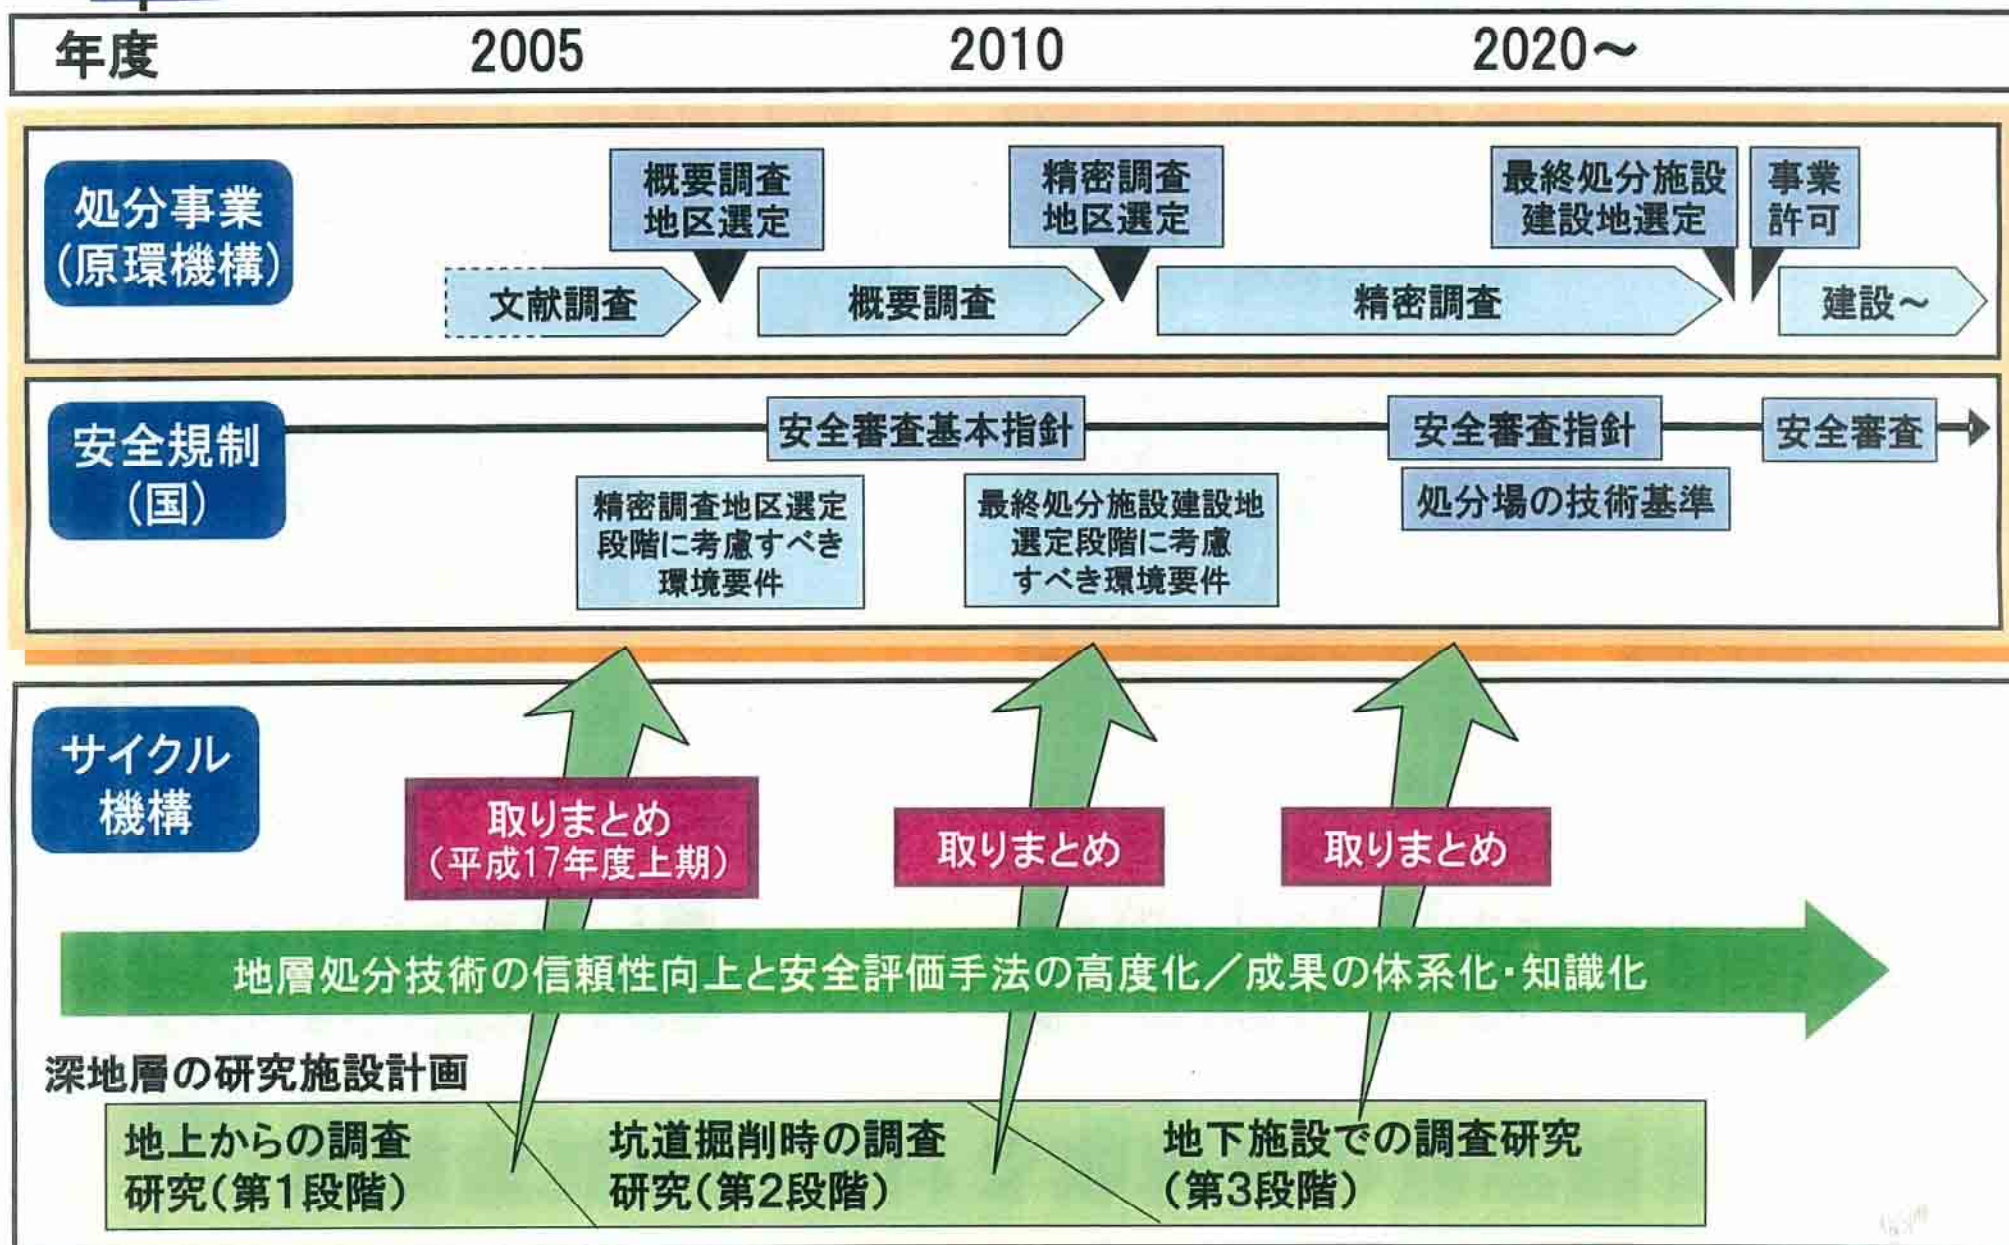 年度 2005 2010 2020～
処分事業
(原環機構)
概要調査
地区選定
精密調査
地区選定
最終処分施設
建設地選定
事業
許可
文献調査
概要調査
精密調査
建設～
安全規制
(国)
安全審査基本指針
安全審査指針
安全審査
精密調査地区選定
段階に考慮すべき
環境要件
最終処分施設建設地
選定段階に考慮
すべき環境要件
処分場の技術基準
サイクル
機構
取りまとめ
(平成17年度上期)
取りまとめ
取りまとめ
地層処分技術の信頼性向上と安全評価手法の高度化／成果の体系化・知識化
深地層の研究施設計画
地上からの調査
研究(第1段階)
坑道掘削時の調査
研究(第2段階)
地下施設での調査研究
(第3段階)